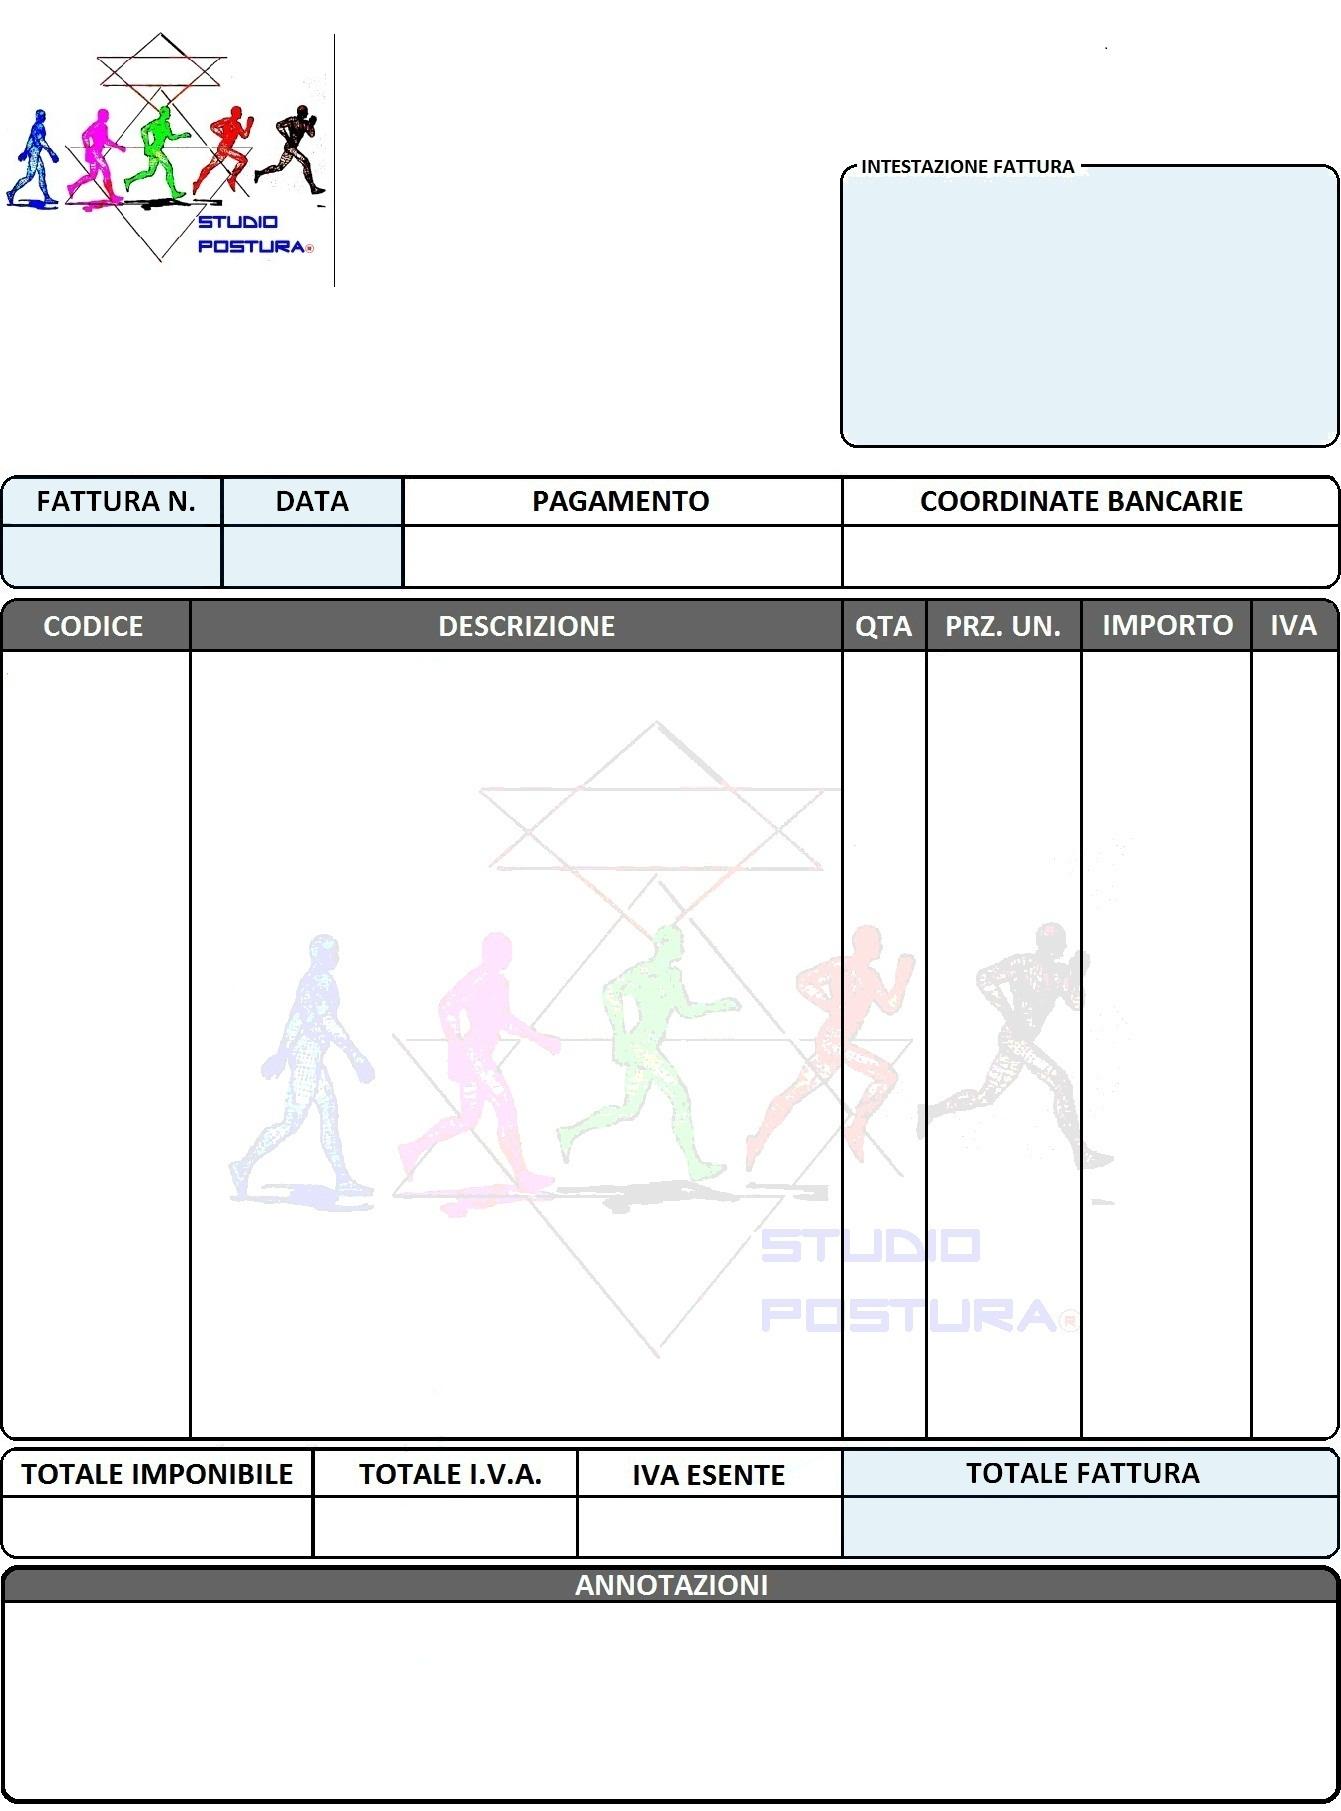 STUDIO
POSTURA®
INTESTAZIONE FATTURA
FATTURA N. DATA PAGAMENTO COORDINATE BANCARIE
CODICE DESCRIZIONE QTA PRZ. UN. IMPORTO IVA
STUDIO
POSTURA®
TOTALE IMPONIBILE TOTALE I.V.A. IVA ESENTE TOTALE FATTURA
ANNOTAZIONI